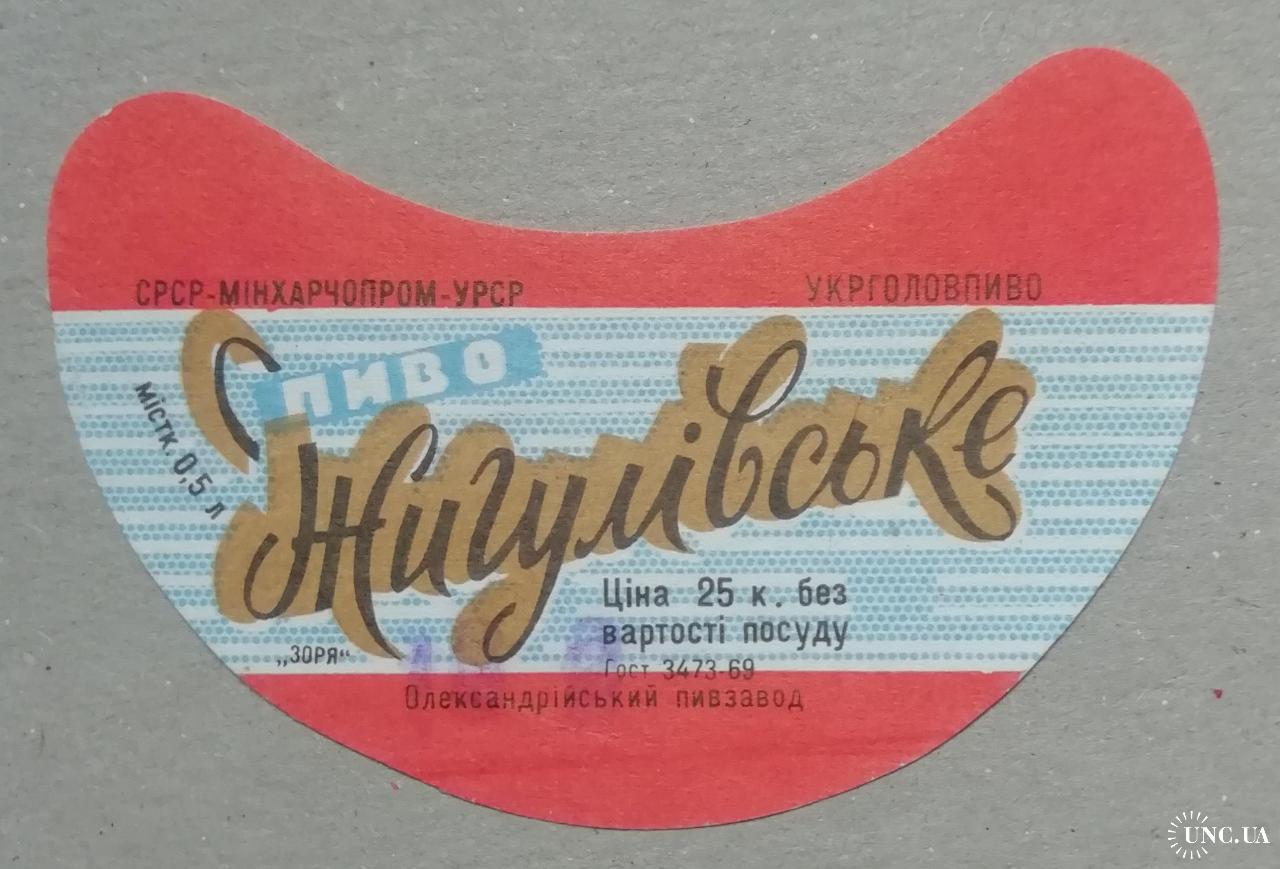 СРСР-МІНХАРЧОПРОМ-УРСР
УКРГОЛОВПИВО
ПИВО
містк. 0,5 л
Жигулівське
Ціна 25 к. без
вартості посуду
„ЗОРЯ“
Гост 3473-69
Олександрійський пивзавод
UNC.UA